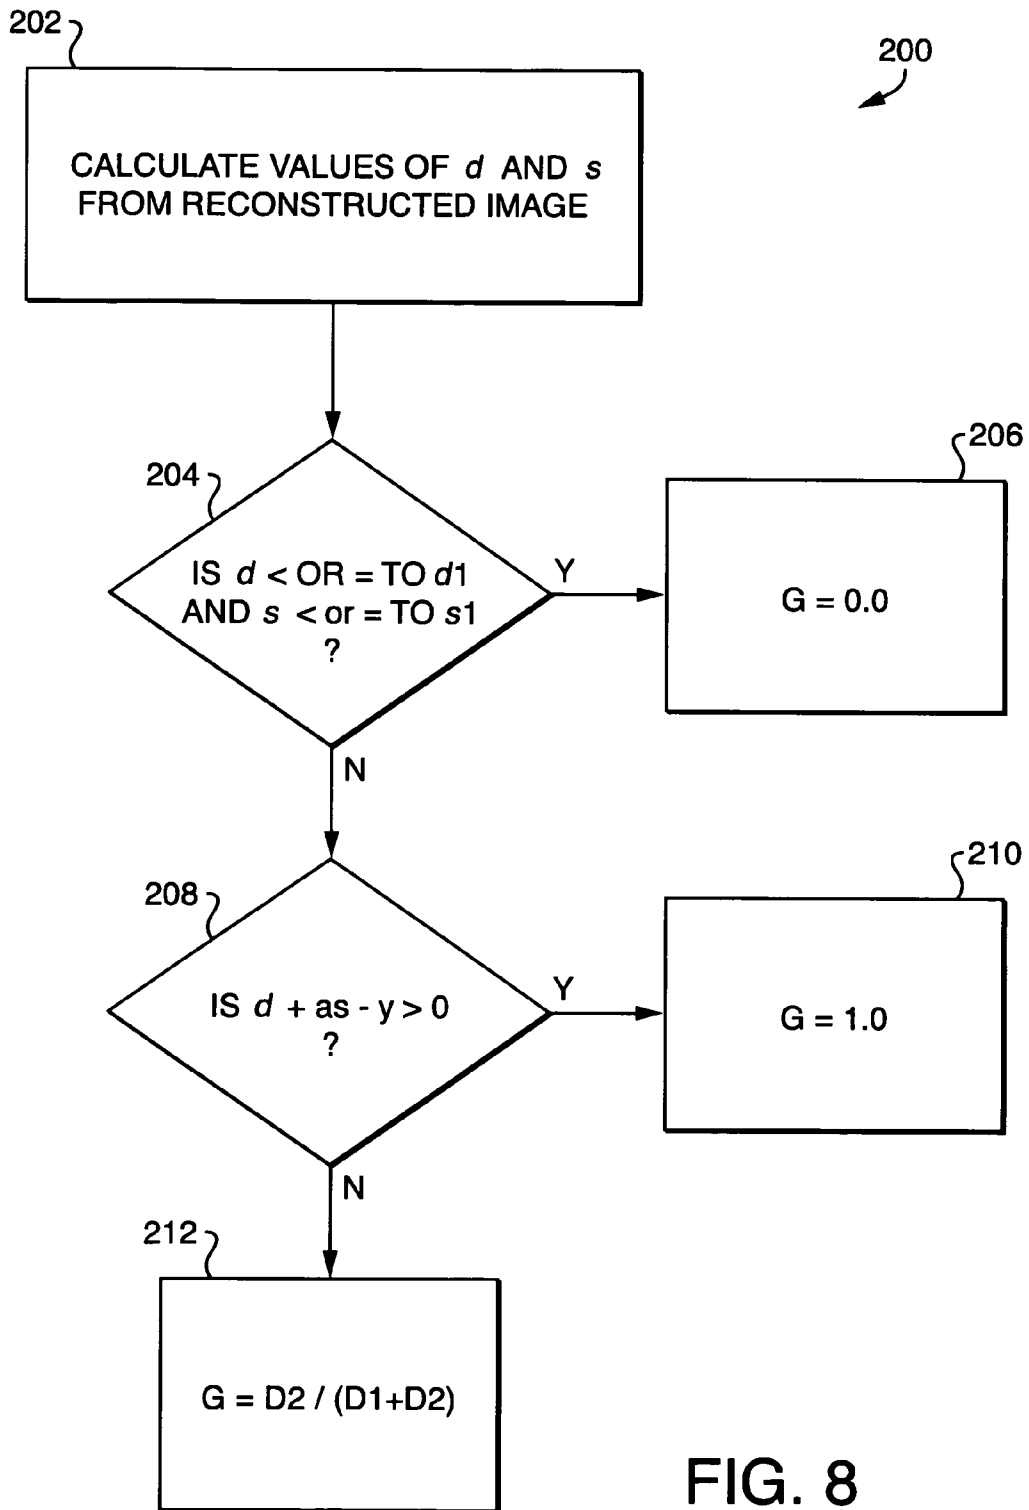 202
200
CALCULATE VALUES OF d AND s
FROM RECONSTRUCTED IMAGE
204
206
IS d < OR = TO d1
AND s < or = TO s1
?
Y
G = 0.0
N
208
210
IS d + as - y > 0
?
Y
G = 1.0
N
212
G = D2 / (D1+D2)
FIG. 8